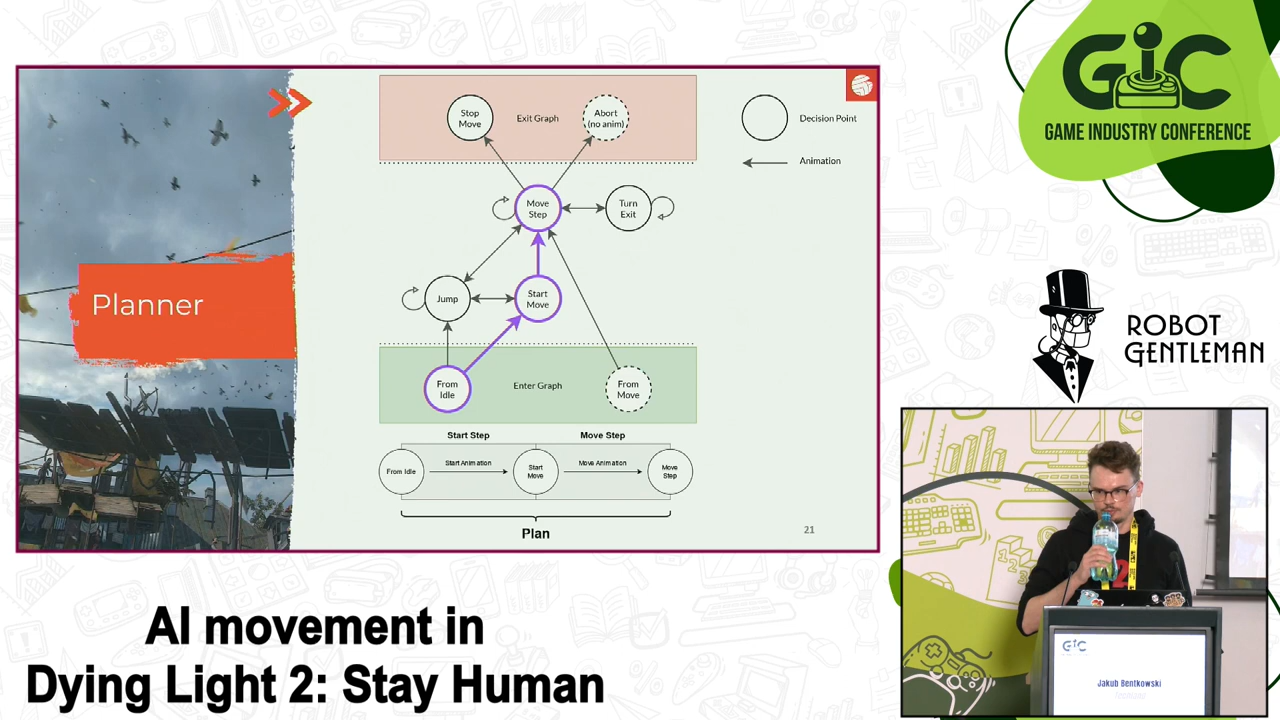 GIC
GAME INDUSTRY CONFERENCE
Stop
Move
Exit Graph
Abort
(no anim)
Decision Point
Animation
Move
Step
Turn
Exit
Planner
Jump
Start
Move
From
Idle
Enter Graph
From
Move
Start Step
Move Step
From Idle
Start Animation
Start
Move
Move Animation
Move
Step
Plan
21
ROBOT
GENTLEMAN
GIC
Jakub Bentkowski
AI movement in
Dying Light 2: Stay Human